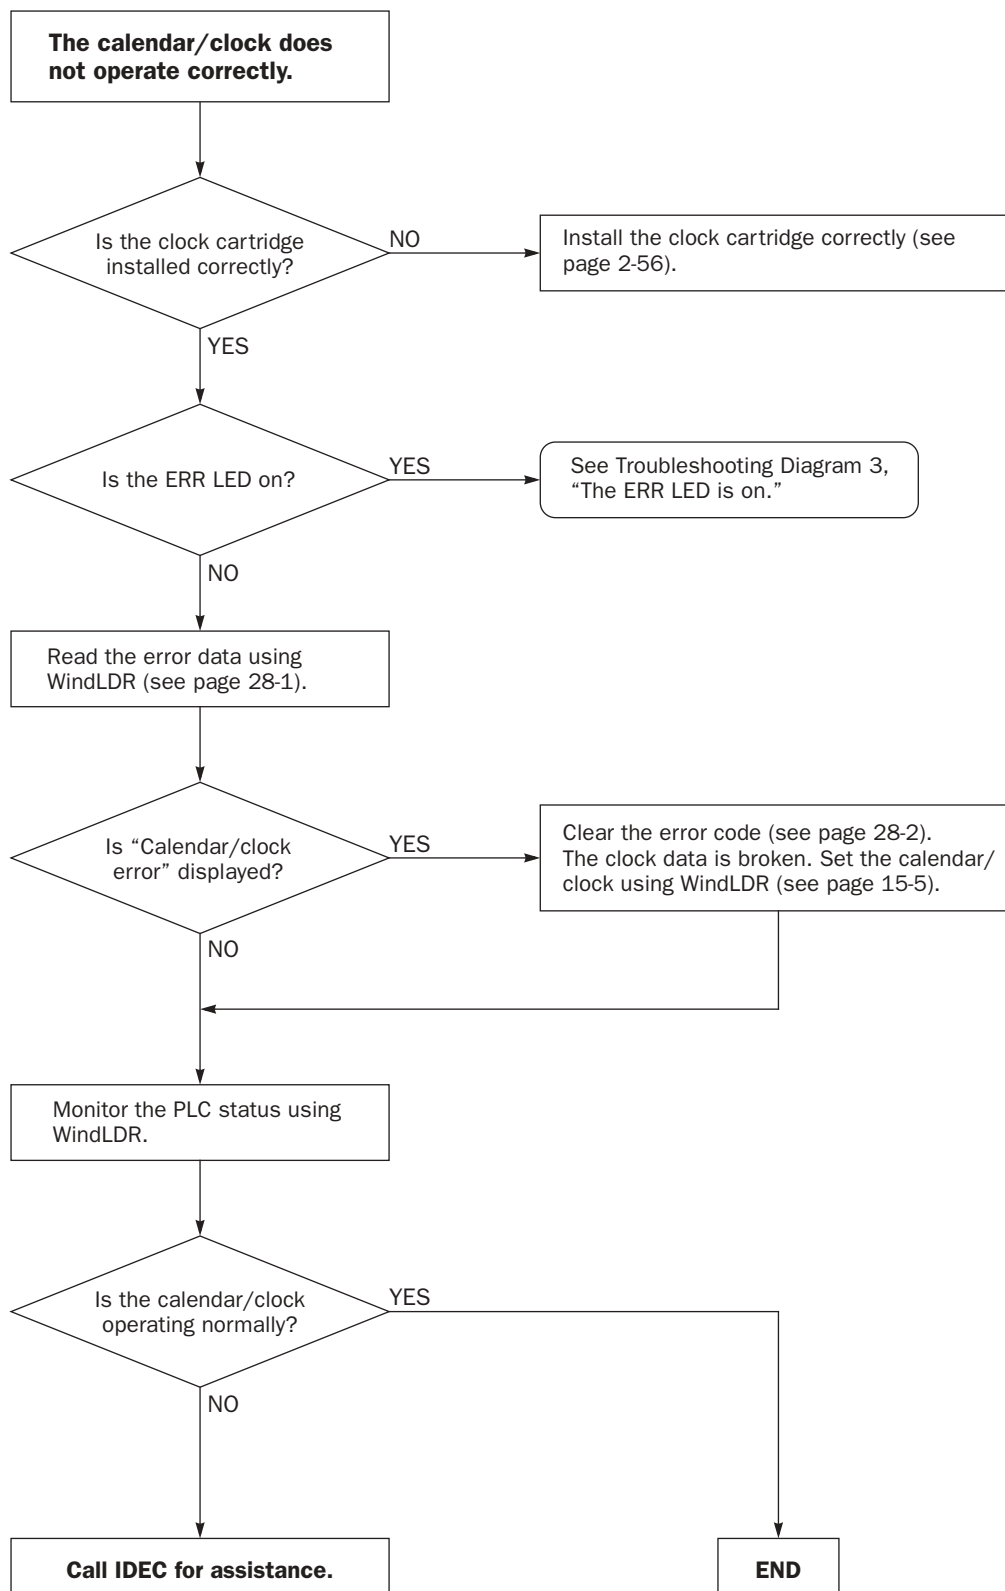 The calendar/clock does
not operate correctly.
Is the clock cartridge
installed correctly?
NO
Install the clock cartridge correctly (see
page 2-56).
YES
Is the ERR LED on?
YES
See Troubleshooting Diagram 3,
“The ERR LED is on.”
NO
Read the error data using
WindLDR (see page 28-1).
Is “Calendar/clock
error” displayed?
YES
Clear the error code (see page 28-2).
The clock data is broken. Set the calendar/
clock using WindLDR (see page 15-5).
NO
Monitor the PLC status using
WindLDR.
Is the calendar/clock
operating normally?
YES
NO
Call IDEC for assistance.
END